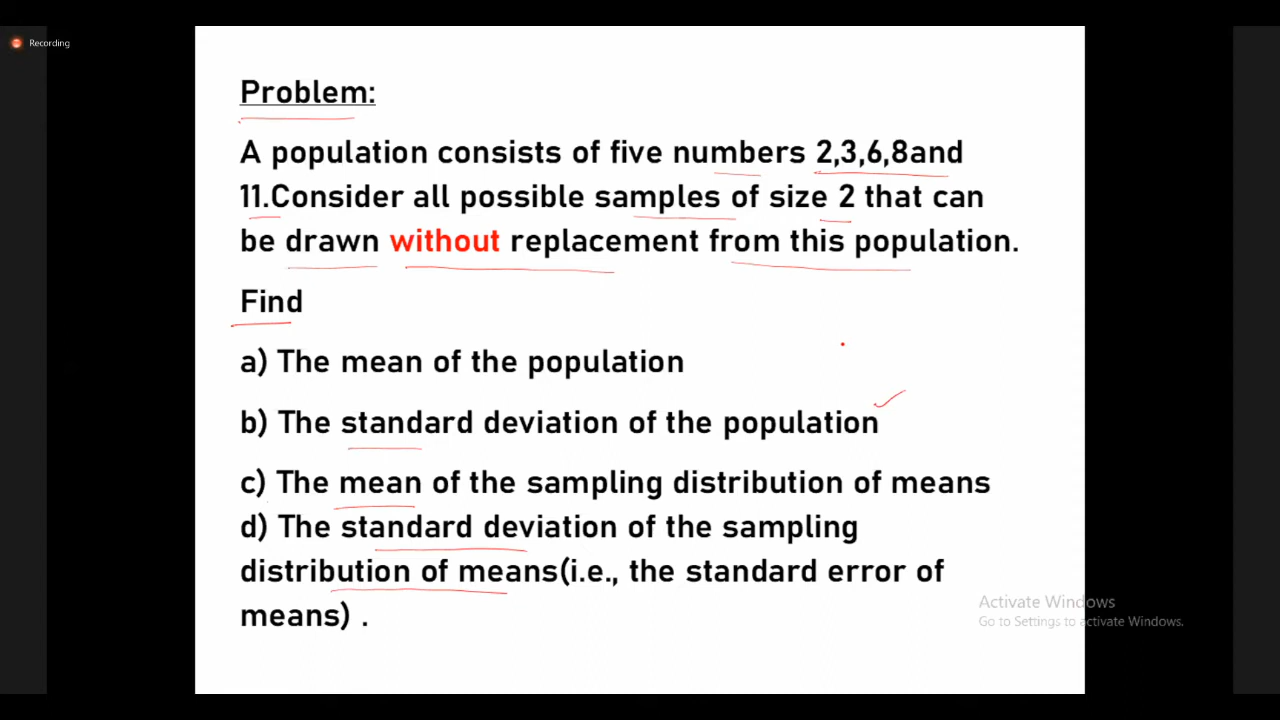 Recording
Problem:
A population consists of five numbers 2,3,6,8and
11.Consider all possible samples of size 2 that can
be drawn without replacement from this population.
Find
a) The mean of the population
b) The standard deviation of the population
c) The mean of the sampling distribution of means
d) The standard deviation of the sampling
distribution of means(i.e., the standard error of
means) .
Activate Windows
Go to Settings to activate Windows.